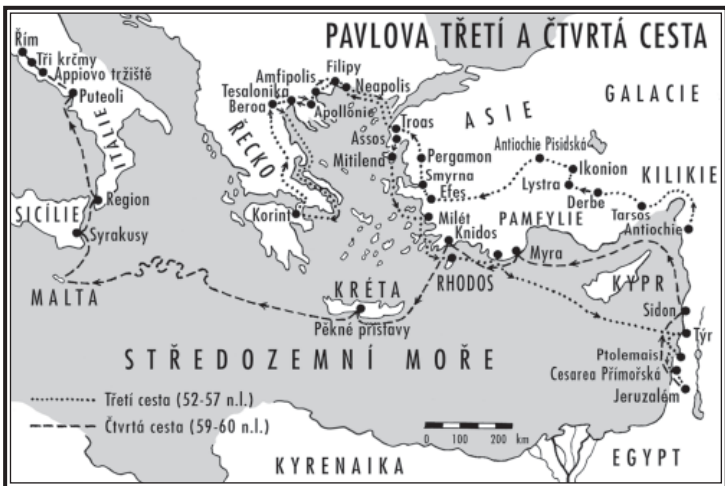 PAVLOVA TŘETÍ A ČTVRTÁ CESTA
Řím
Tři krčmy
Appiovo tržiště
Puteoli
ITÁLIE
Region
SICÍLIE
Syrakusy
MALTA
Filipy
Amfipolis
Neapolis
Tesalonika
Beroa
Apollónie
ŘECKO
Korint
Troas
Assos
Mitilena
Pergamon
Smyrna
Efes
Milét
Knidos
ASIE
GALACIE
Antiochie Pisidská
Ikonion
Lystra
Derbe
KILIKIE
Tarsos
Antiochie
PAMFYLIE
Myra
RHODOS
KYPR
KRÉTA
Pěkné přístavy
Sidon
Týr
Ptolemais
Cesarea Přímořská
Jeruzalém
STŘEDOZEMNÍ MOŘE
Třetí cesta (52-57 n.l.)
Čtvrtá cesta (59-60 n.l.)
0 100 200 km
KYRENAIKA
EGYPT